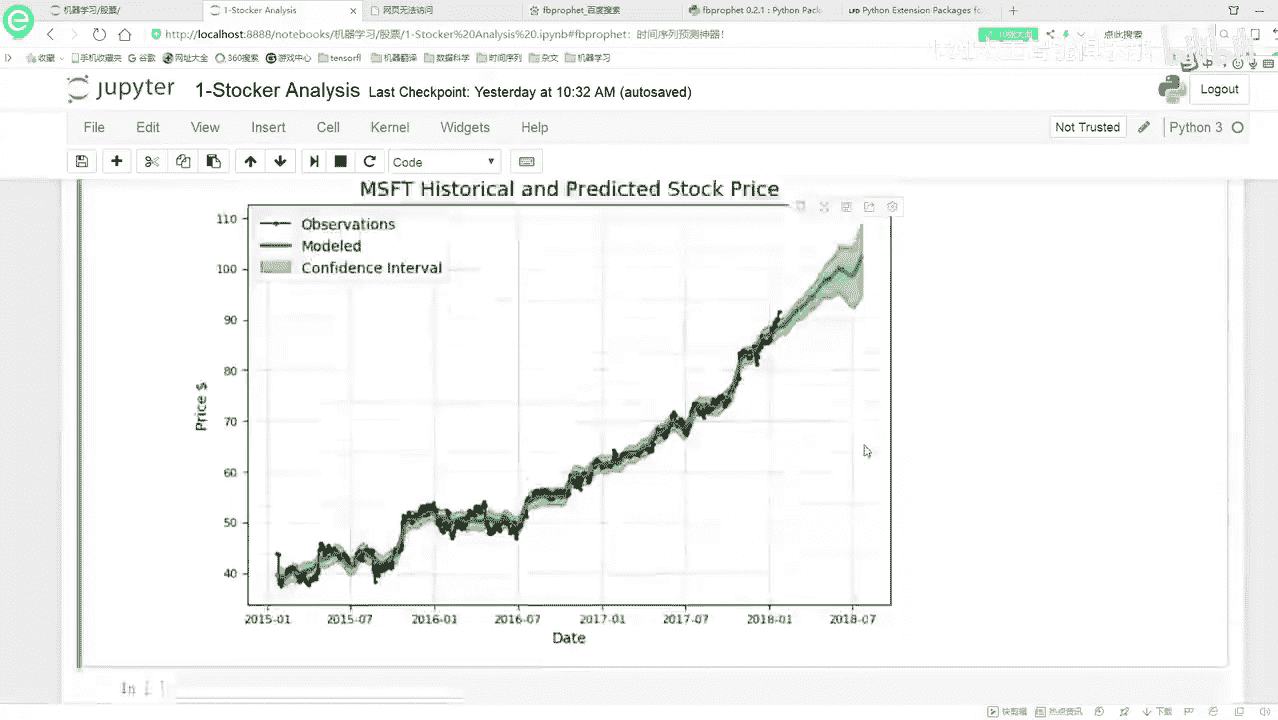 机器学习/股票/
1-Stocker Analysis
网页无法访问
fbprophet_百度搜索
fbprophet 0.2.1 : Python Pack
LFD Python Extension Packages fo
http://localhost:8888/notebooks/机器学习/股票/1-Stocker%20Analysis%20.ipynb#fbprophet：时间序列预测神器！
点此搜索
收藏 手机收藏夹 谷歌 网址大全 360搜索 游戏中心 tensorfl 机器翻译 数据科学 时间序列 杂文 机器学习
jupyter 1-Stocker Analysis Last Checkpoint: Yesterday at 10:32 AM (autosaved)
Logout
File Edit View Insert Cell Kernel Widgets Help
Not Trusted
Python 3
Code
MSFT Historical and Predicted Stock Price
Observations
Modeled
Confidence Interval
110
100
90
80
70
60
50
40
Price $
2015-01 2015-07 2016-01 2016-07 2017-01 2017-07 2018-01 2018-07
Date
In [ ]
快剪辑 热点资讯 下载